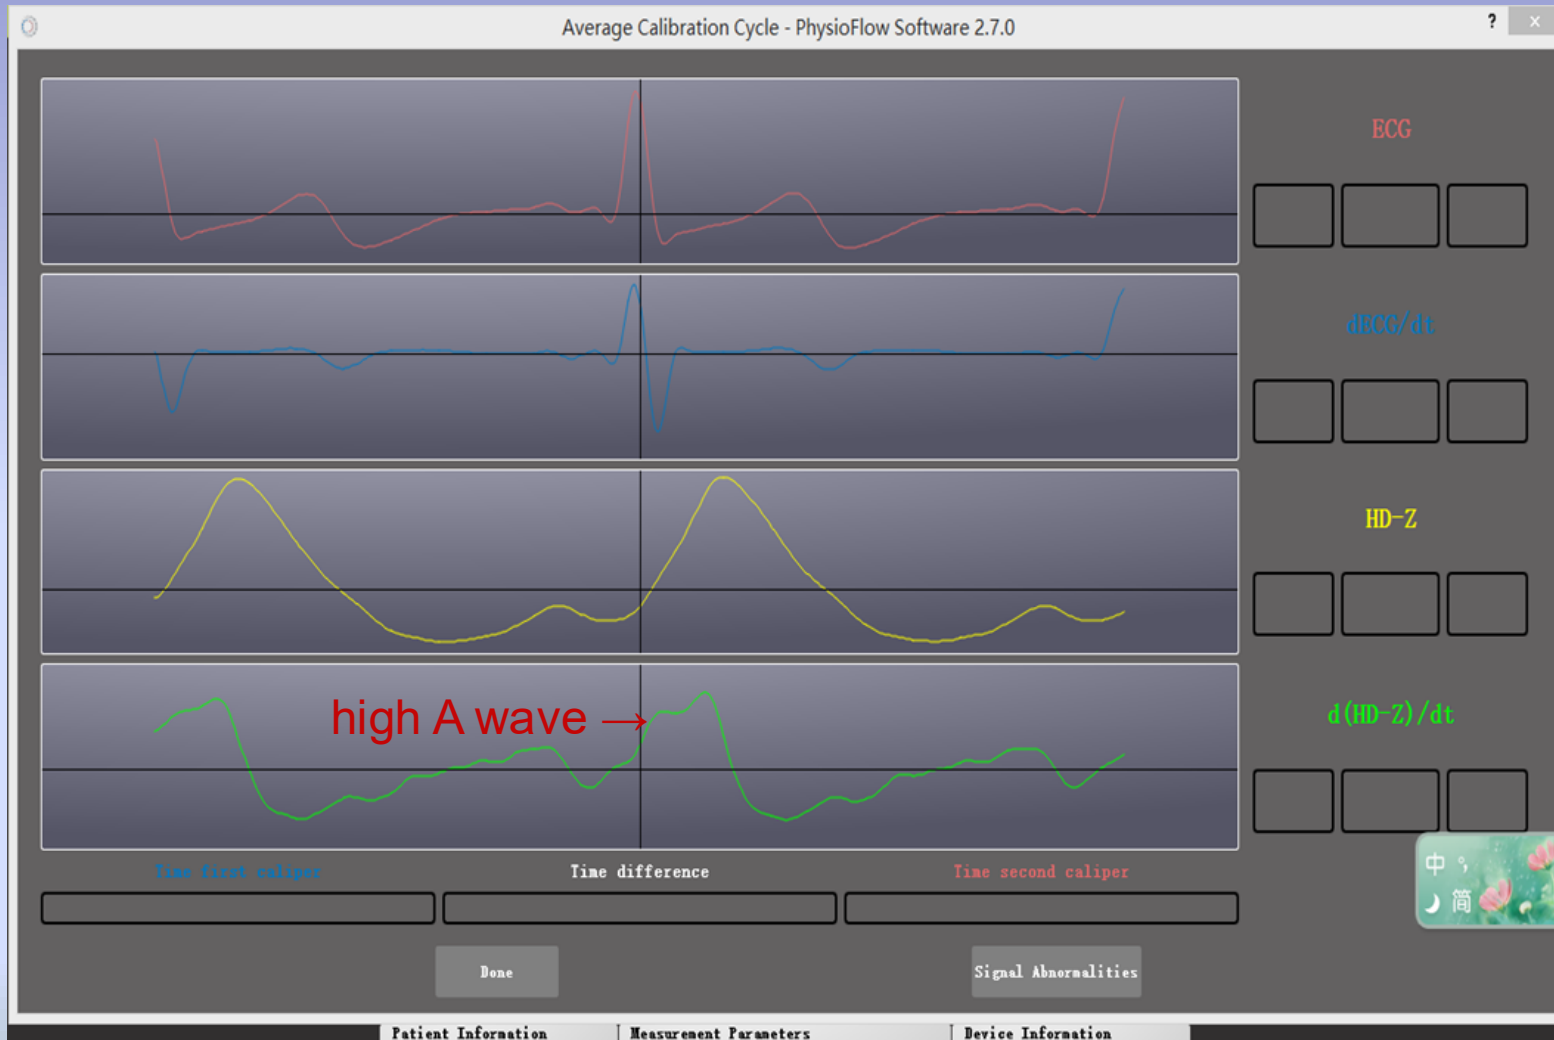 Average Calibration Cycle - PhysioFlow Software 2.7.0
?
x
ECG
dECG/dt
HD-Z
high A wave →
d(HD-Z)/dt
Time first caliper
Time difference
Time second caliper
中 °,
简
Done
Signal Abnormalities
Patient Information
Measurement Parameters
Device Information